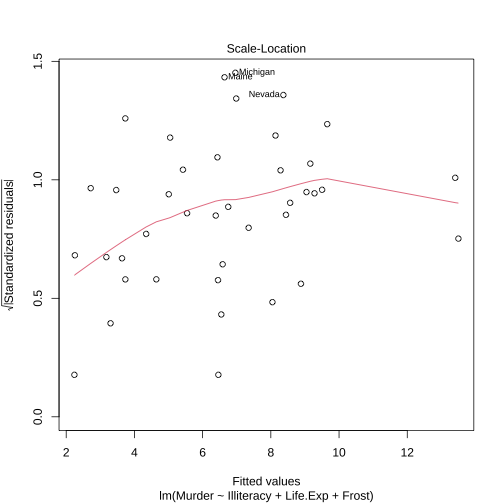 Scale-Location
√|Standardized residuals|
1.5
1.0
0.5
0.0
Michigan
Maine
Nevada
2 4 6 8 10 12
Fitted values
lm(Murder ~ Illiteracy + Life.Exp + Frost)